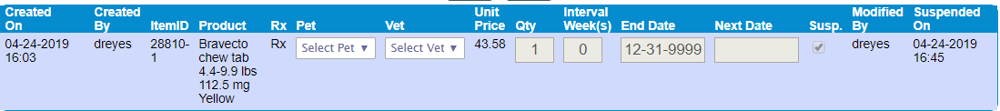 Created On Created By ItemID Product Rx Pet Vet Unit Price Qty Interval Week(s) End Date Next Date Susp. Modified By Suspended On
04-24-2019 16:03 dreyes 28810-1 Bravecto chew tab 4.4-9.9 lbs 112.5 mg Yellow Rx Select Pet ▼ Select Vet ▼ 43.58 1 0 12-31-9999 dreyes 04-24-2019 16:45